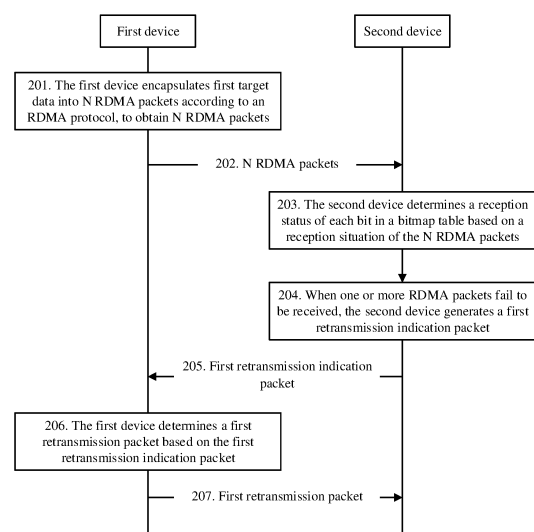 First device
Second device
201. The first device encapsulates first target
data into N RDMA packets according to an
RDMA protocol, to obtain N RDMA packets
202. N RDMA packets
203. The second device determines a reception
status of each bit in a bitmap table based on a
reception situation of the N RDMA packets
204. When one or more RDMA packets fail to
be received, the second device generates a first
retransmission indication packet
205. First retransmission indication
packet
206. The first device determines a first
retransmission packet based on the first
retransmission indication packet
207. First retransmission packet